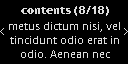 contents (8/18)
metus dictum nisi, vel
< tincidunt odio erat in >
odio. Aenean nec